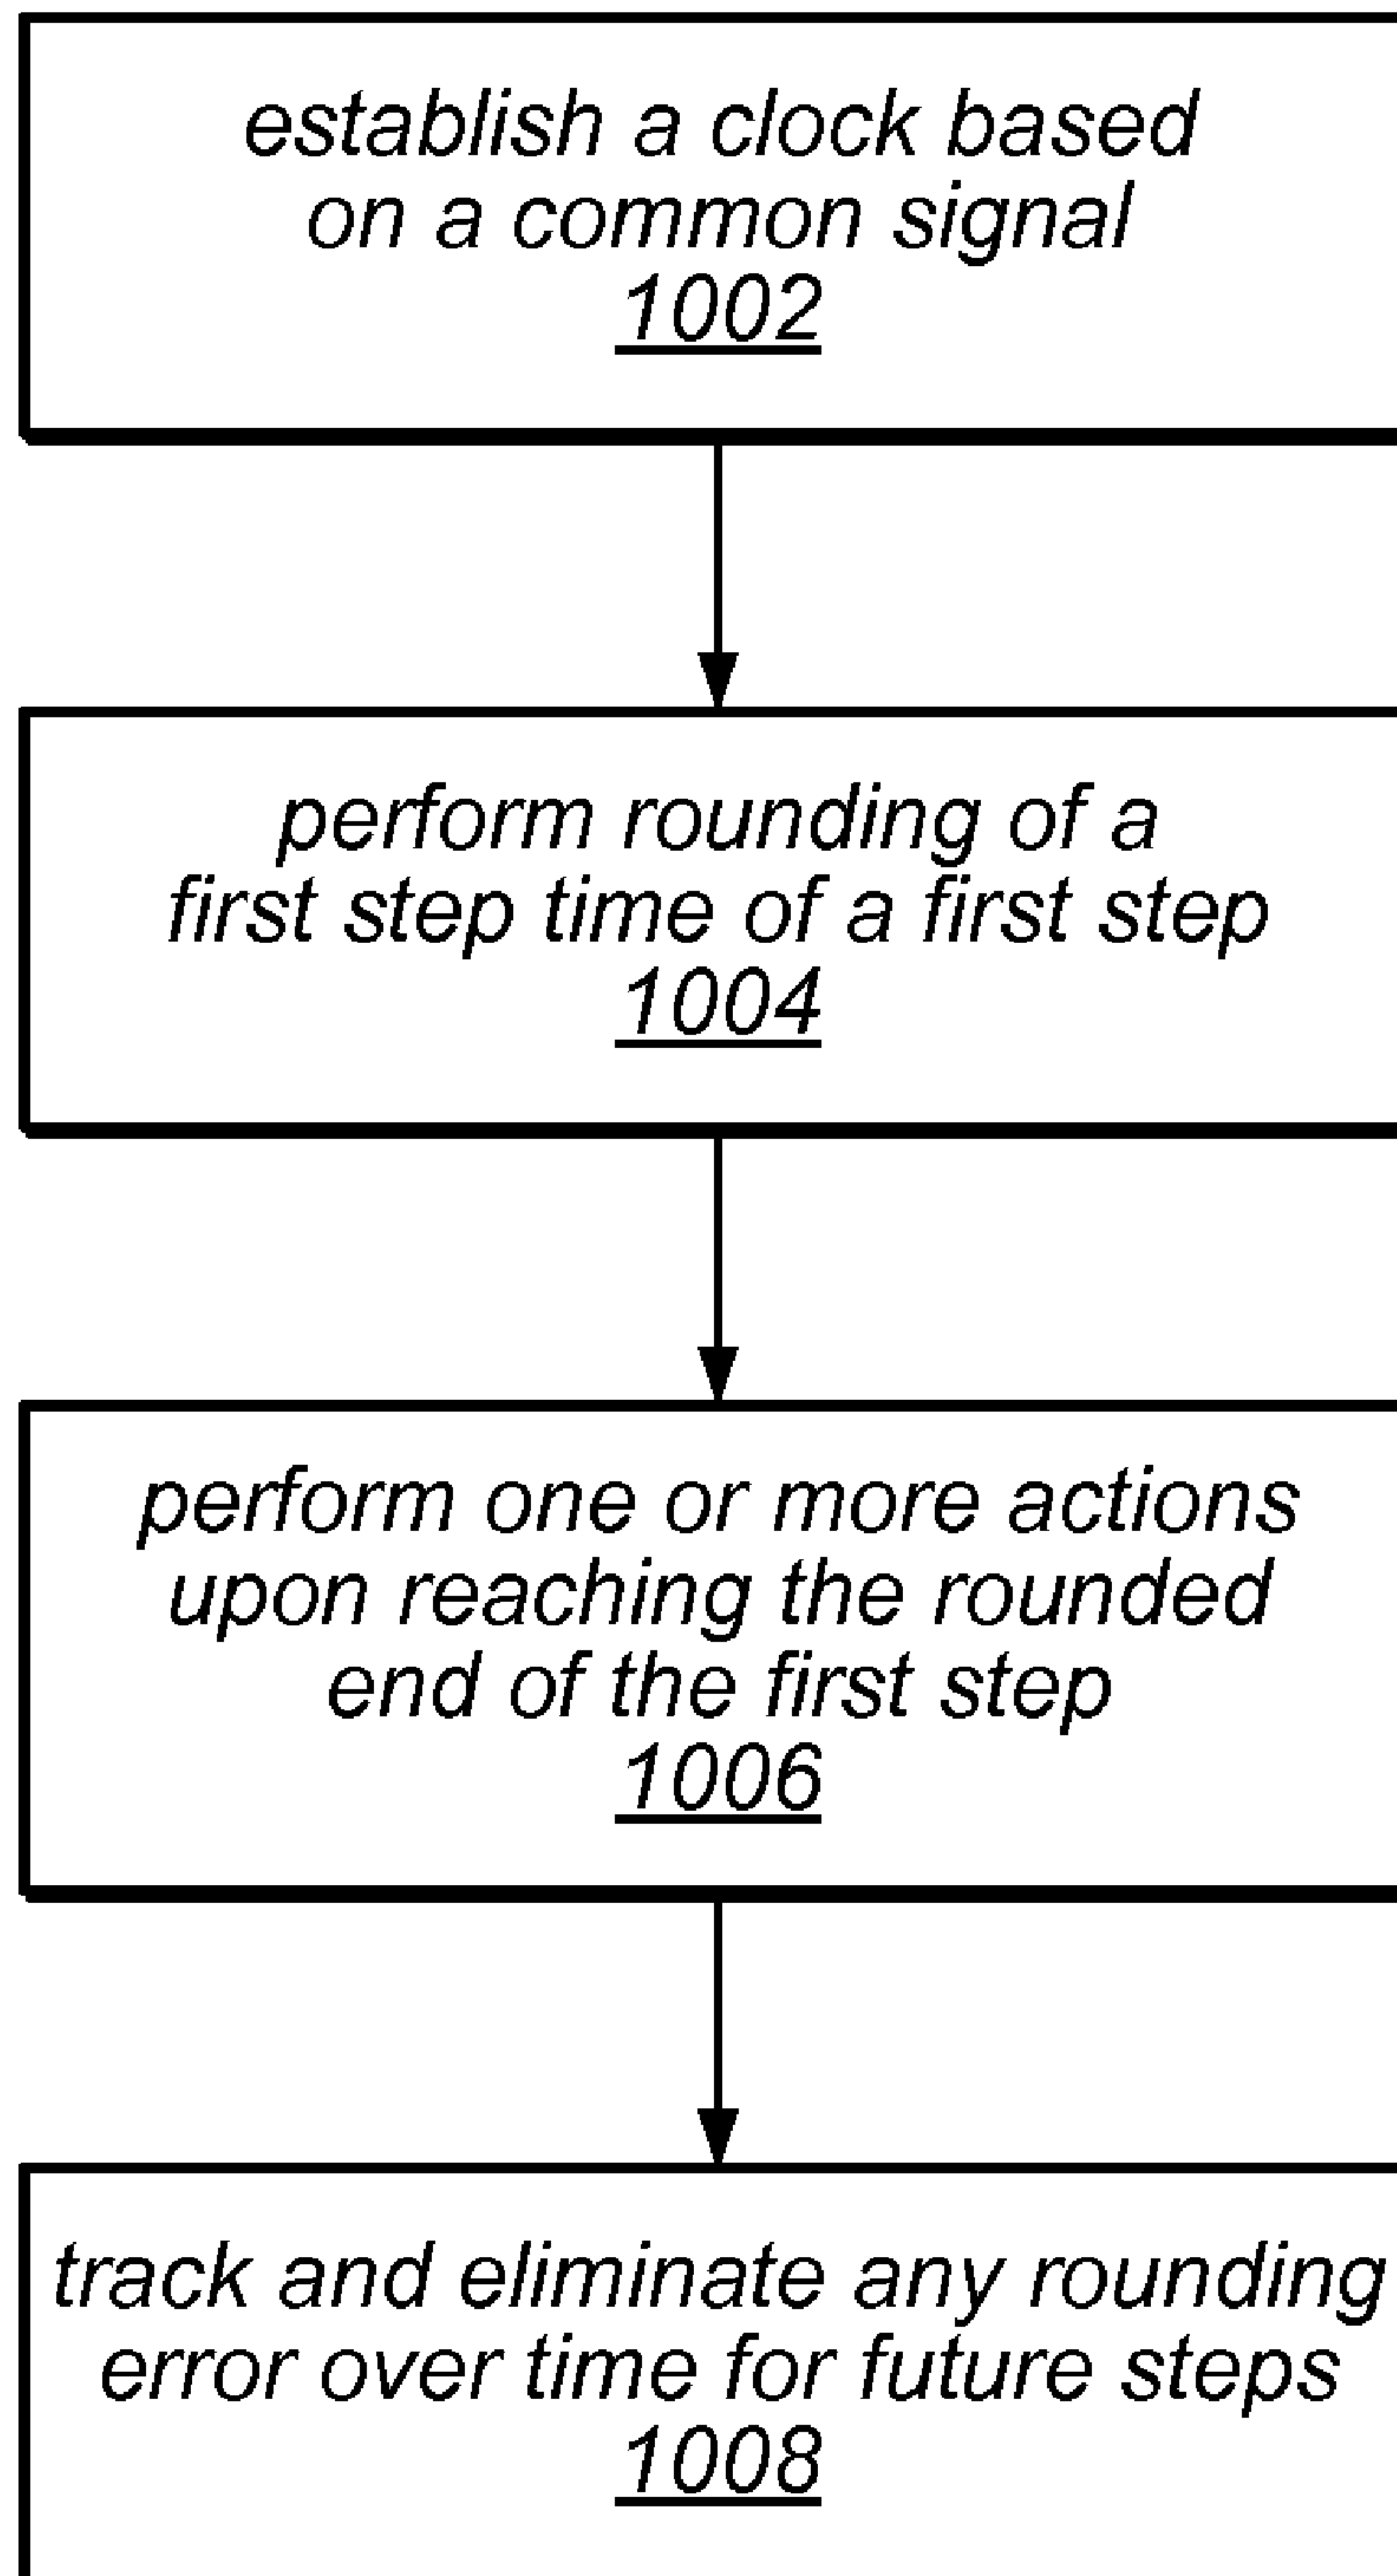 establish a clock based
on a common signal
1002
perform rounding of a
first step time of a first step
1004
perform one or more actions
upon reaching the rounded
end of the first step
1006
track and eliminate any rounding
error over time for future steps
1008